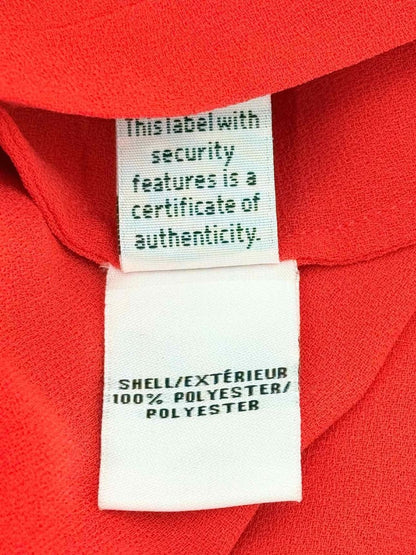 This label with
security
features is a
certificate of
authenticity.
SHELL/EXTÉRIEUR
100% POLYESTER/
POLYESTER